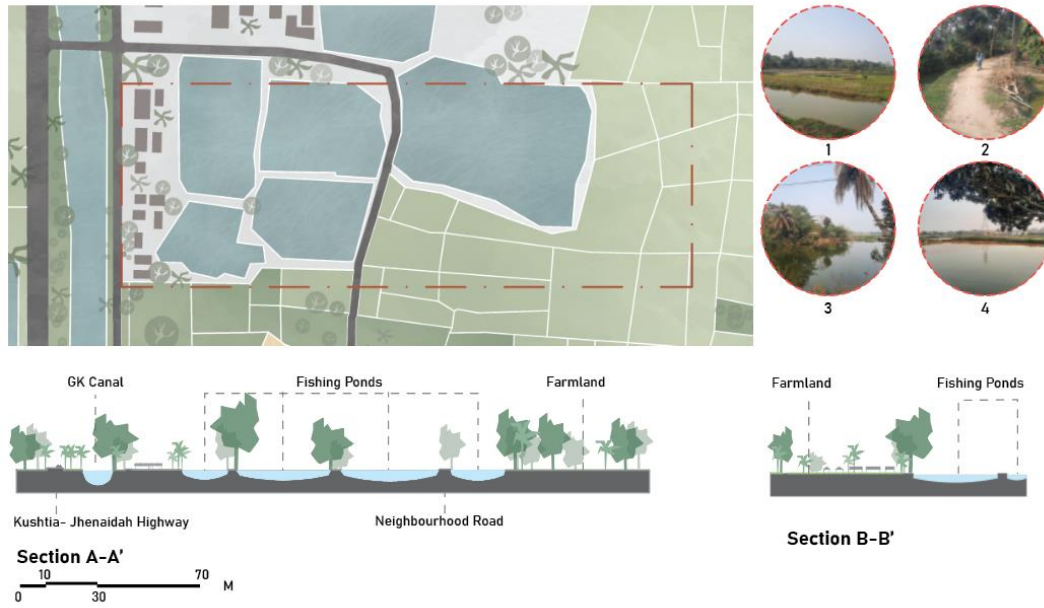 1
2
3
4
GK Canal
Fishing Ponds
Farmland
Farmland
Fishing Ponds
Kushtia- Jhenaidah Highway
Neighbourhood Road
Section A-A'
Section B-B'
10
70
M
0
30